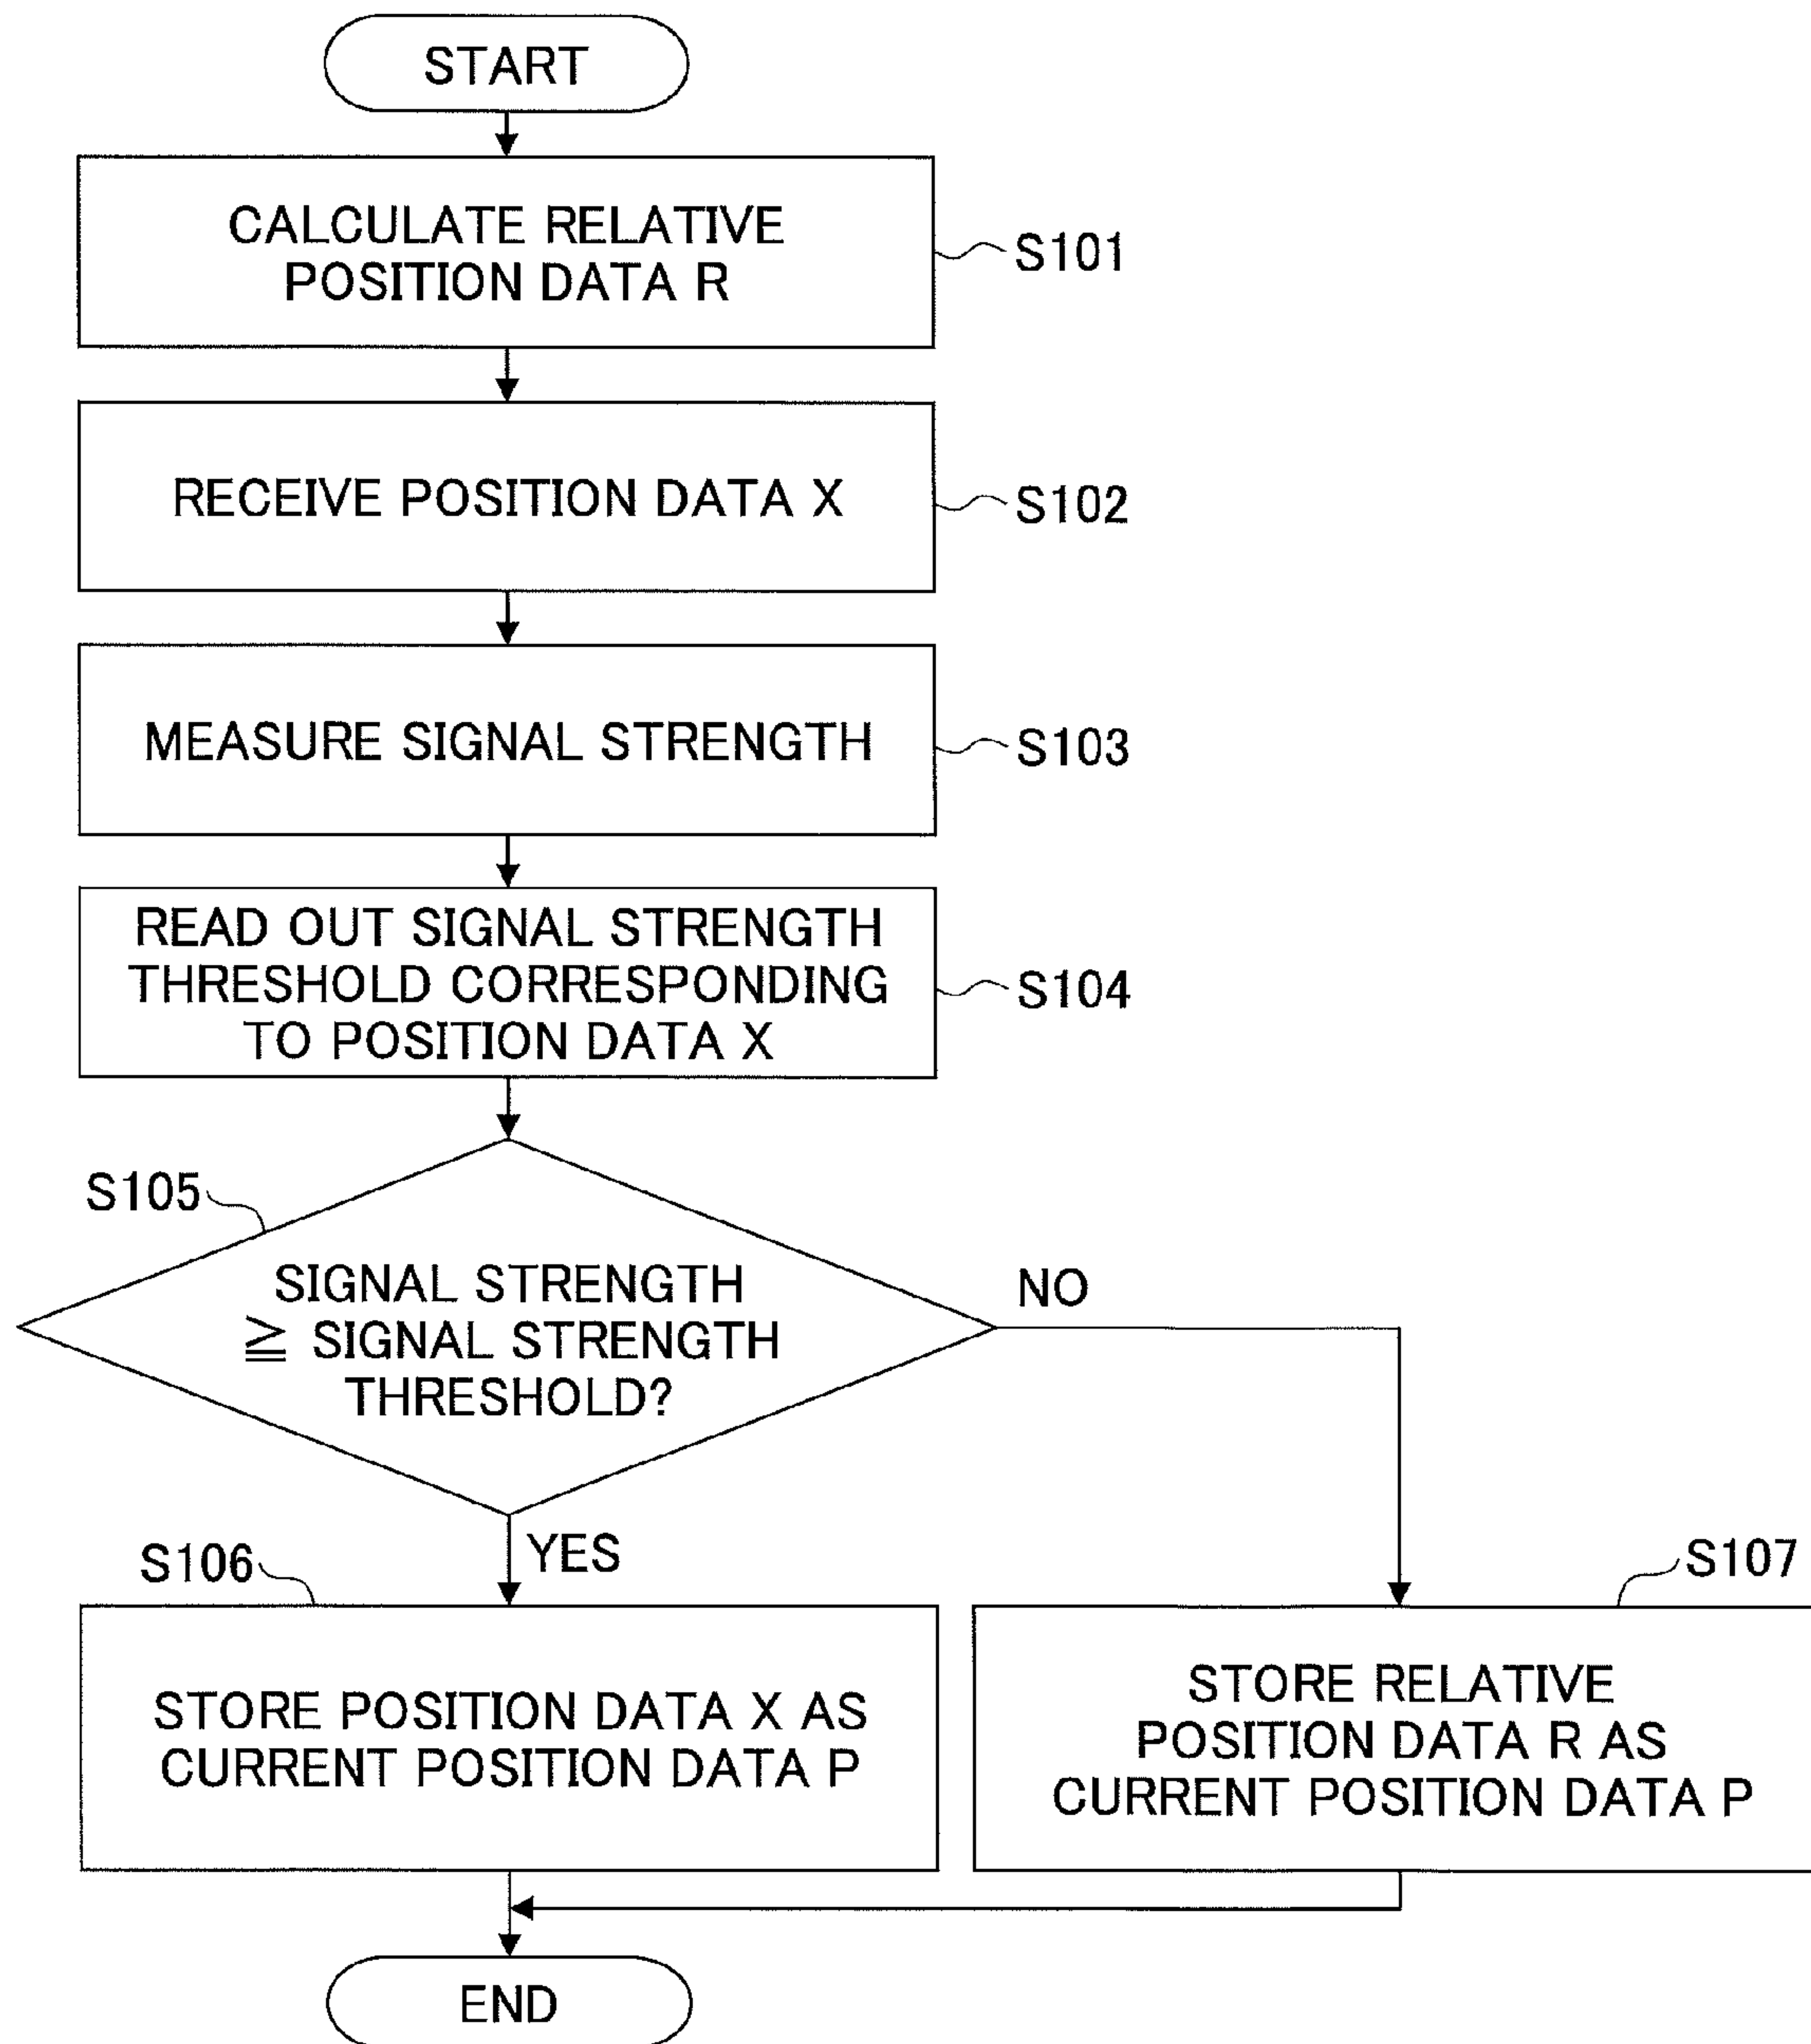 START
CALCULATE RELATIVE
POSITION DATA R
S101
RECEIVE POSITION DATA X
S102
MEASURE SIGNAL STRENGTH
S103
READ OUT SIGNAL STRENGTH
THRESHOLD CORRESPONDING
TO POSITION DATA X
S104
S105
SIGNAL STRENGTH
≧ SIGNAL STRENGTH
THRESHOLD?
NO
YES
S106
STORE POSITION DATA X AS
CURRENT POSITION DATA P
S107
STORE RELATIVE
POSITION DATA R AS
CURRENT POSITION DATA P
END